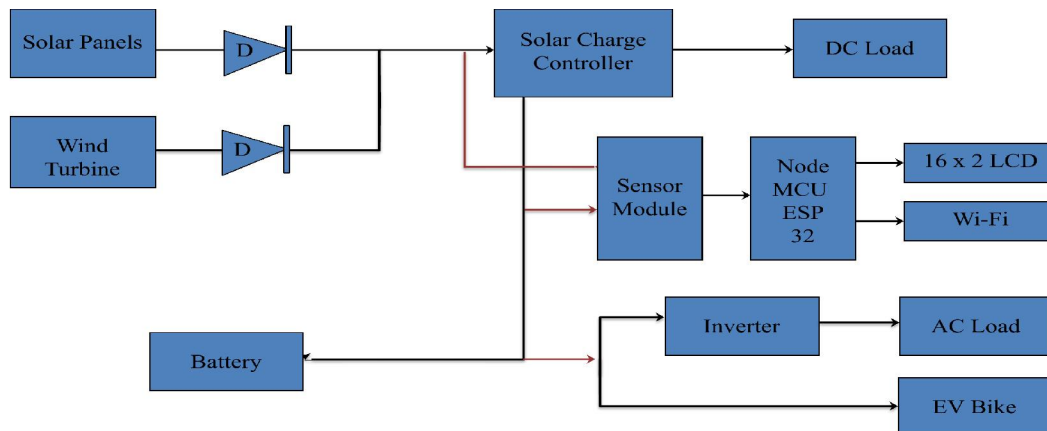 Solar Panels
D
Solar Charge
Controller
DC Load
Wind
Turbine
D
Sensor
Module
Node
MCU
ESP
32
16 x 2 LCD
Wi-Fi
Inverter
AC Load
Battery
EV Bike